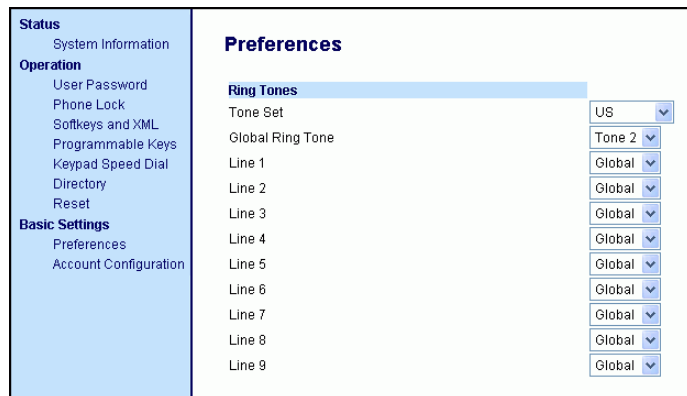 Status
System Information
Operation
User Password
Phone Lock
Softkeys and XML
Programmable Keys
Keypad Speed Dial
Directory
Reset
Basic Settings
Preferences
Account Configuration
Preferences
Ring Tones
Tone Set US
Global Ring Tone Tone 2
Line 1 Global
Line 2 Global
Line 3 Global
Line 4 Global
Line 5 Global
Line 6 Global
Line 7 Global
Line 8 Global
Line 9 Global